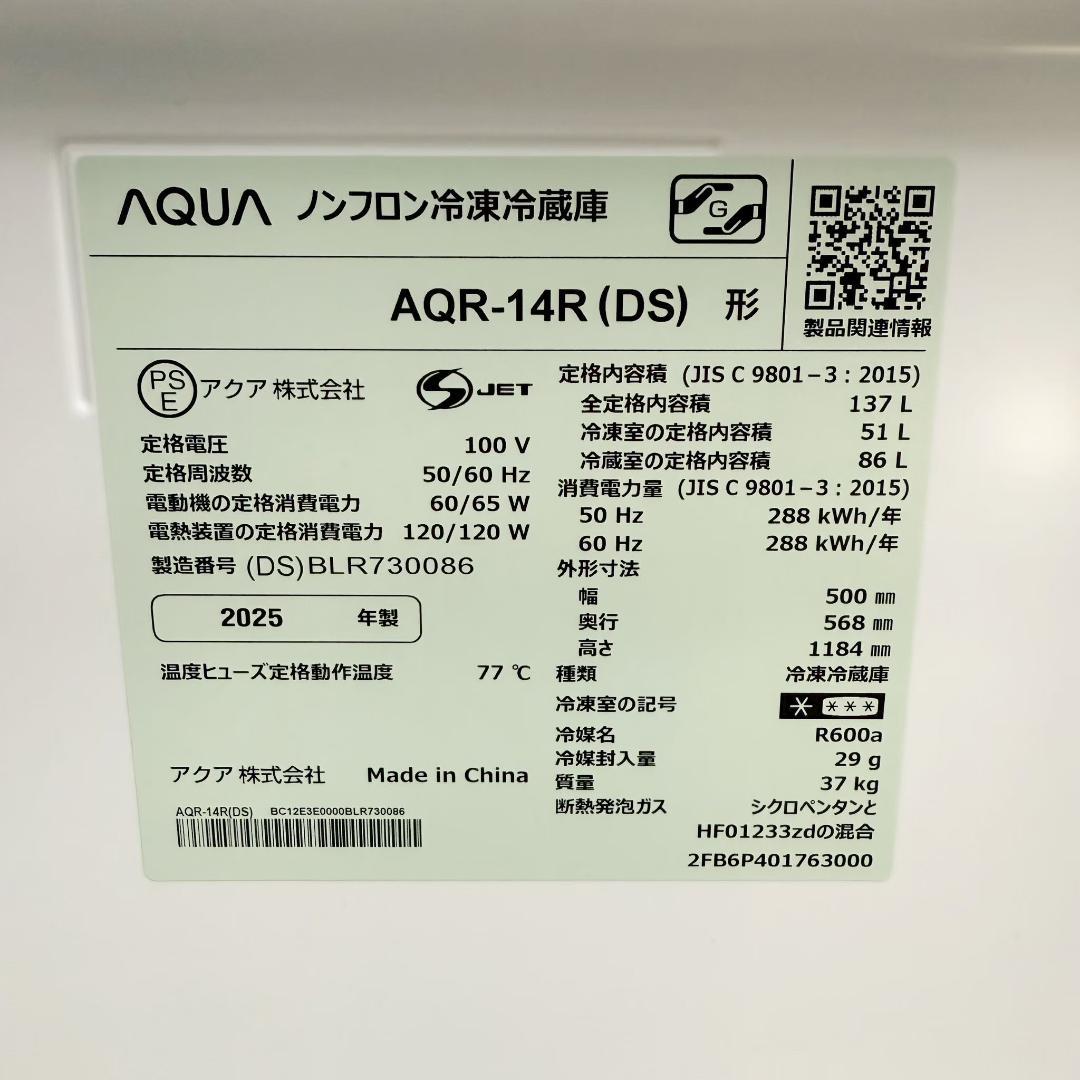 AQUA ノンフロン冷凍冷蔵庫
G
AQR-14R (DS) 形
製品関連情報
PS
E
アクア 株式会社
S JET
定格電圧 100 V
定格周波数 50/60 Hz
電動機の定格消費電力 60/65 W
電熱装置の定格消費電力 120/120 W
製造番号 (DS)BLR730086
2025 年製
温度ヒューズ定格動作温度 77 ℃
アクア 株式会社 Made in China
AQR-14R(DS) BC12E3E0000BLR730086
定格内容積 (JIS C 9801−3 : 2015)
全定格内容積 137 L
冷凍室の定格内容積 51 L
冷蔵室の定格内容積 86 L
消費電力量 (JIS C 9801−3 : 2015)
50 Hz 288 kWh/年
60 Hz 288 kWh/年
外形寸法
幅 500 ㎜
奥行 568 ㎜
高さ 1184 ㎜
種類 冷凍冷蔵庫
冷凍室の記号 * ***
冷媒名 R600a
冷媒封入量 29 g
質量 37 kg
断熱発泡ガス シクロペンタンと
HFO1233zdの混合
2FB6P401763000